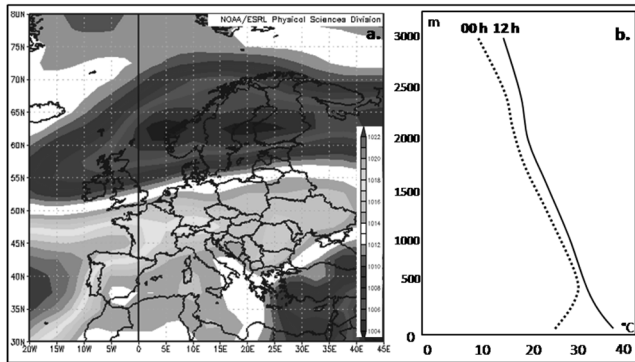 NOAA/ESRL Physical Sciences Division
a.
80N
75N
70N
65N
60N
55N
50N
45N
40N
35N
30N
20W
15W
10W
5W
0
5E
10E
15E
20E
25E
30E
35E
40E
45E
1022
1020
1018
1016
1014
1012
1010
1008
1006
1004
m
00h 12h
b.
3000
2500
2000
1500
1000
500
0
0
10
20
30
40
°C